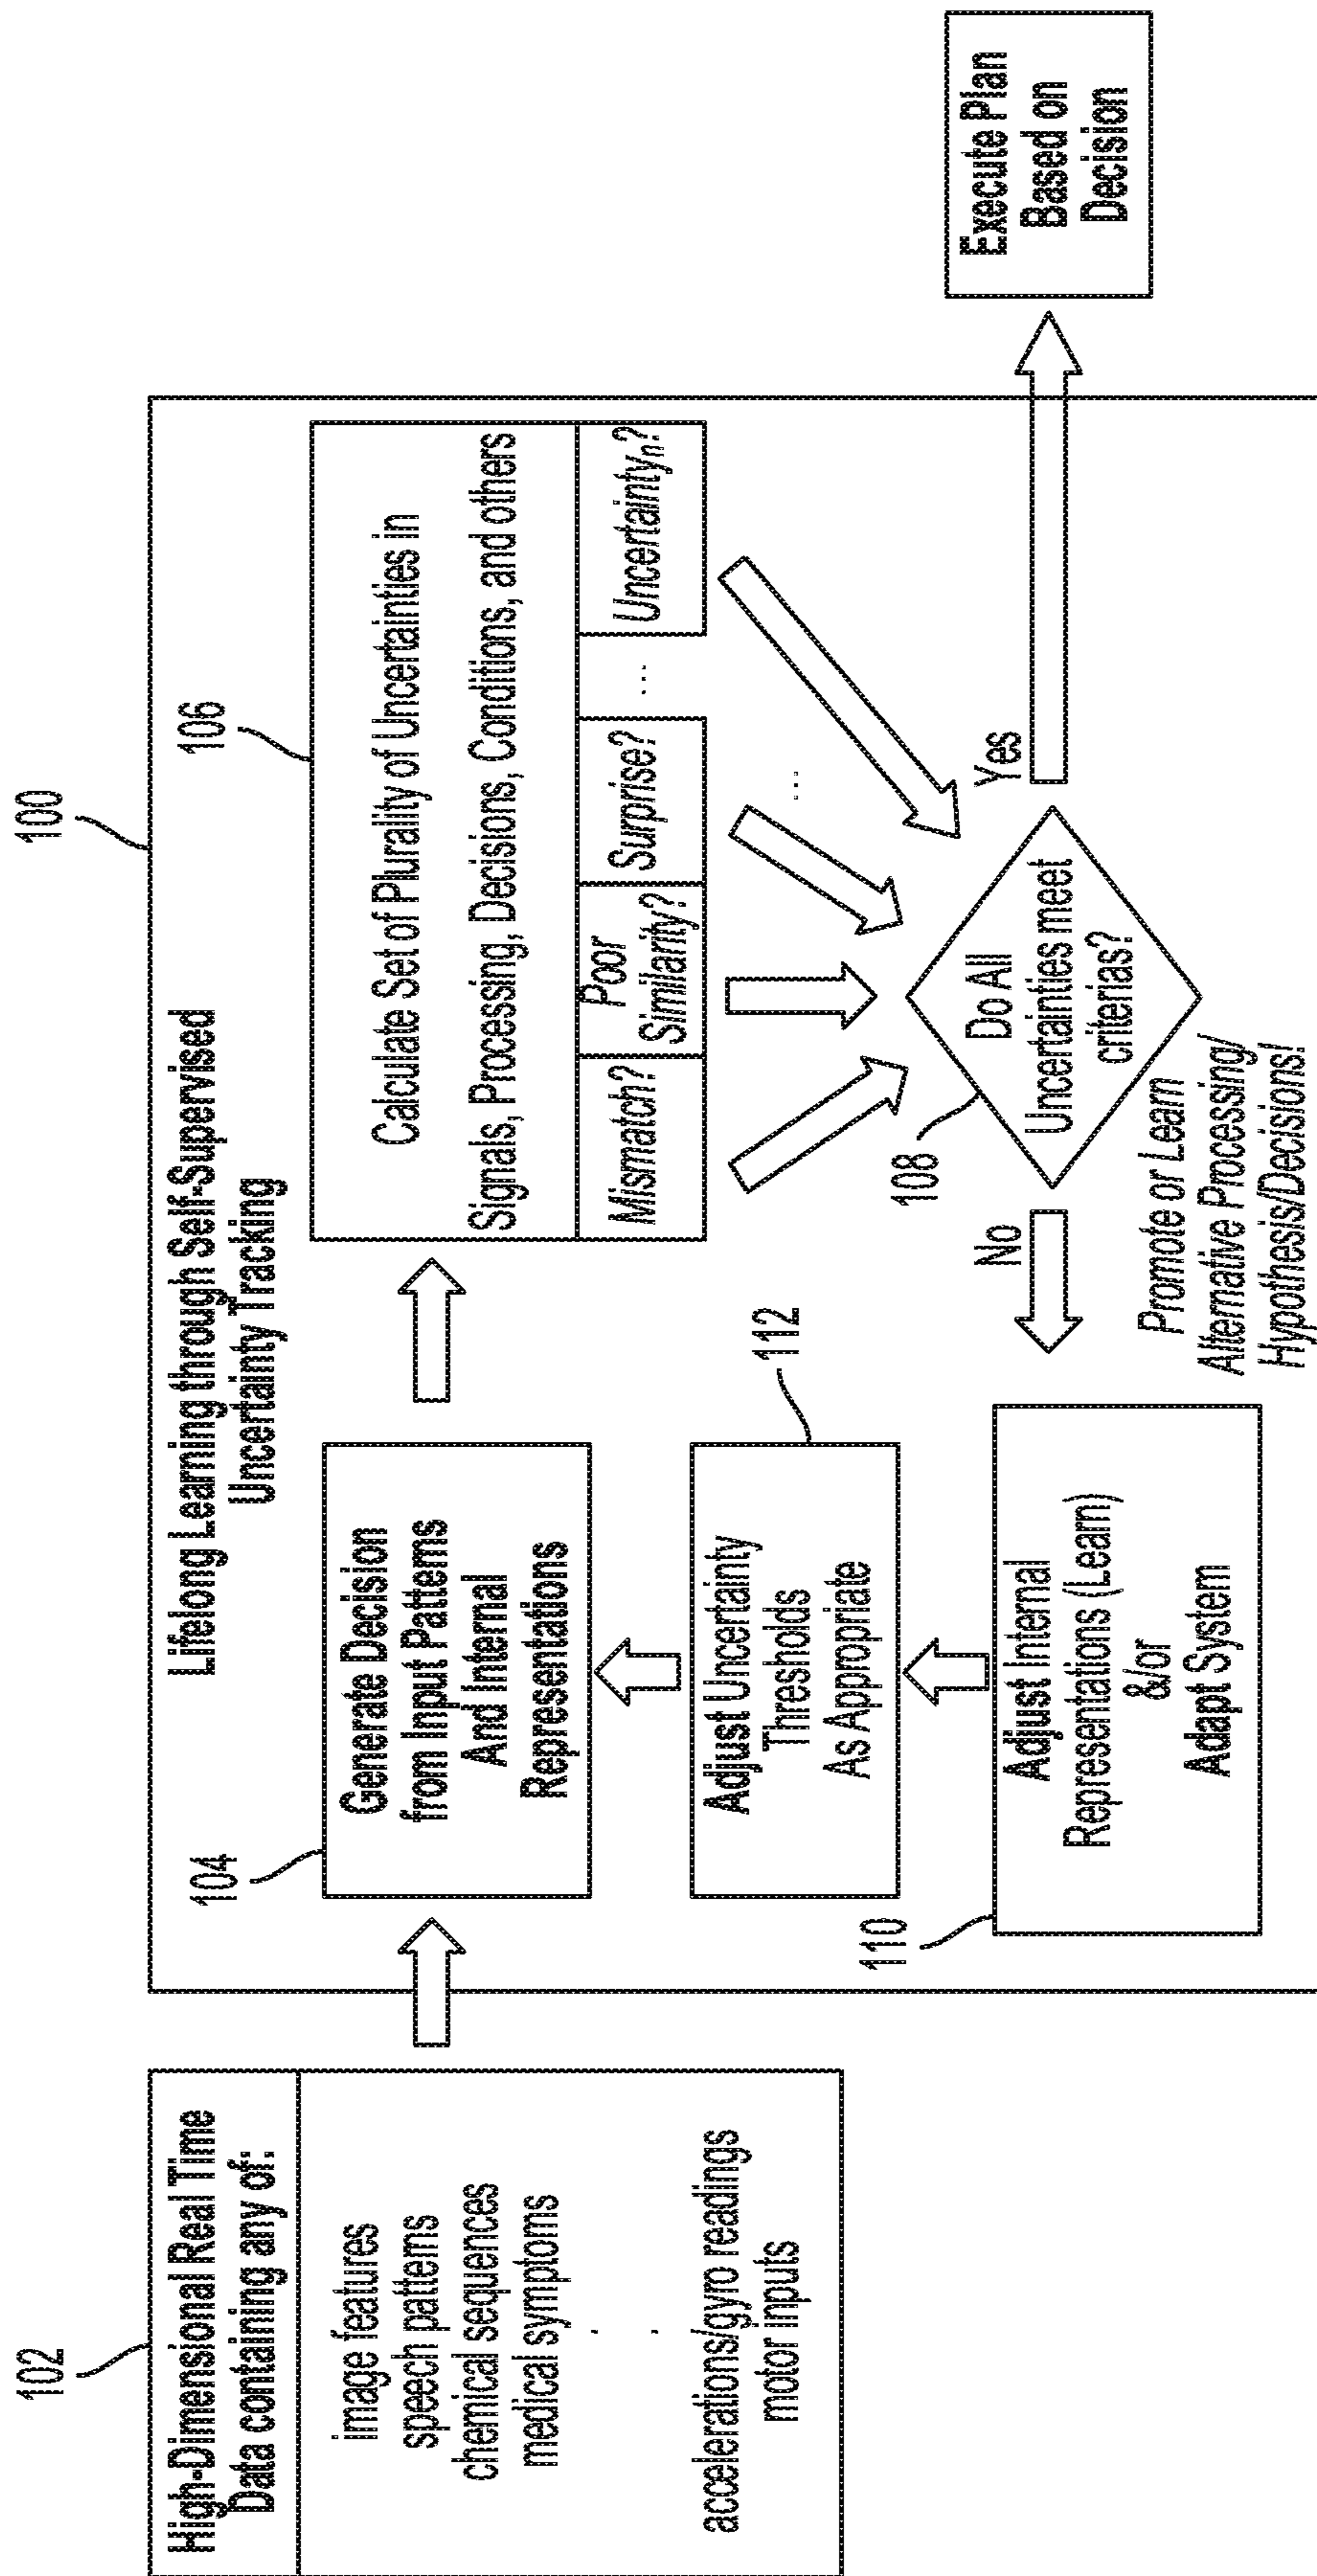 100
102
High-Dimensional Real Time
Data containing any of:
image features
speech patterns
chemical sequences
medical symptoms
.
.
accelerations/gyro readings
motor inputs
Lifelong Learning through Self-Supervised
Uncertainty Tracking
104
Generate Decision
from Input Patterns
And Internal
Representations
106
Calculate Set of Plurality of Uncertainties in
Signals, Processing, Decisions, Conditions, and others
Mismatch?
Poor
Similarity?
Surprise?
...
Uncertaintyn?
...
112
Adjust Uncertainty
Thresholds
As Appropriate
110
Adjust Internal
Representations (Learn)
&/or
Adapt System
108
Do All
Uncertainties meet
criterias?
No
Yes
Promote or Learn
Alternative Processing/
Hypothesis/Decisions!
Execute Plan
Based on
Decision